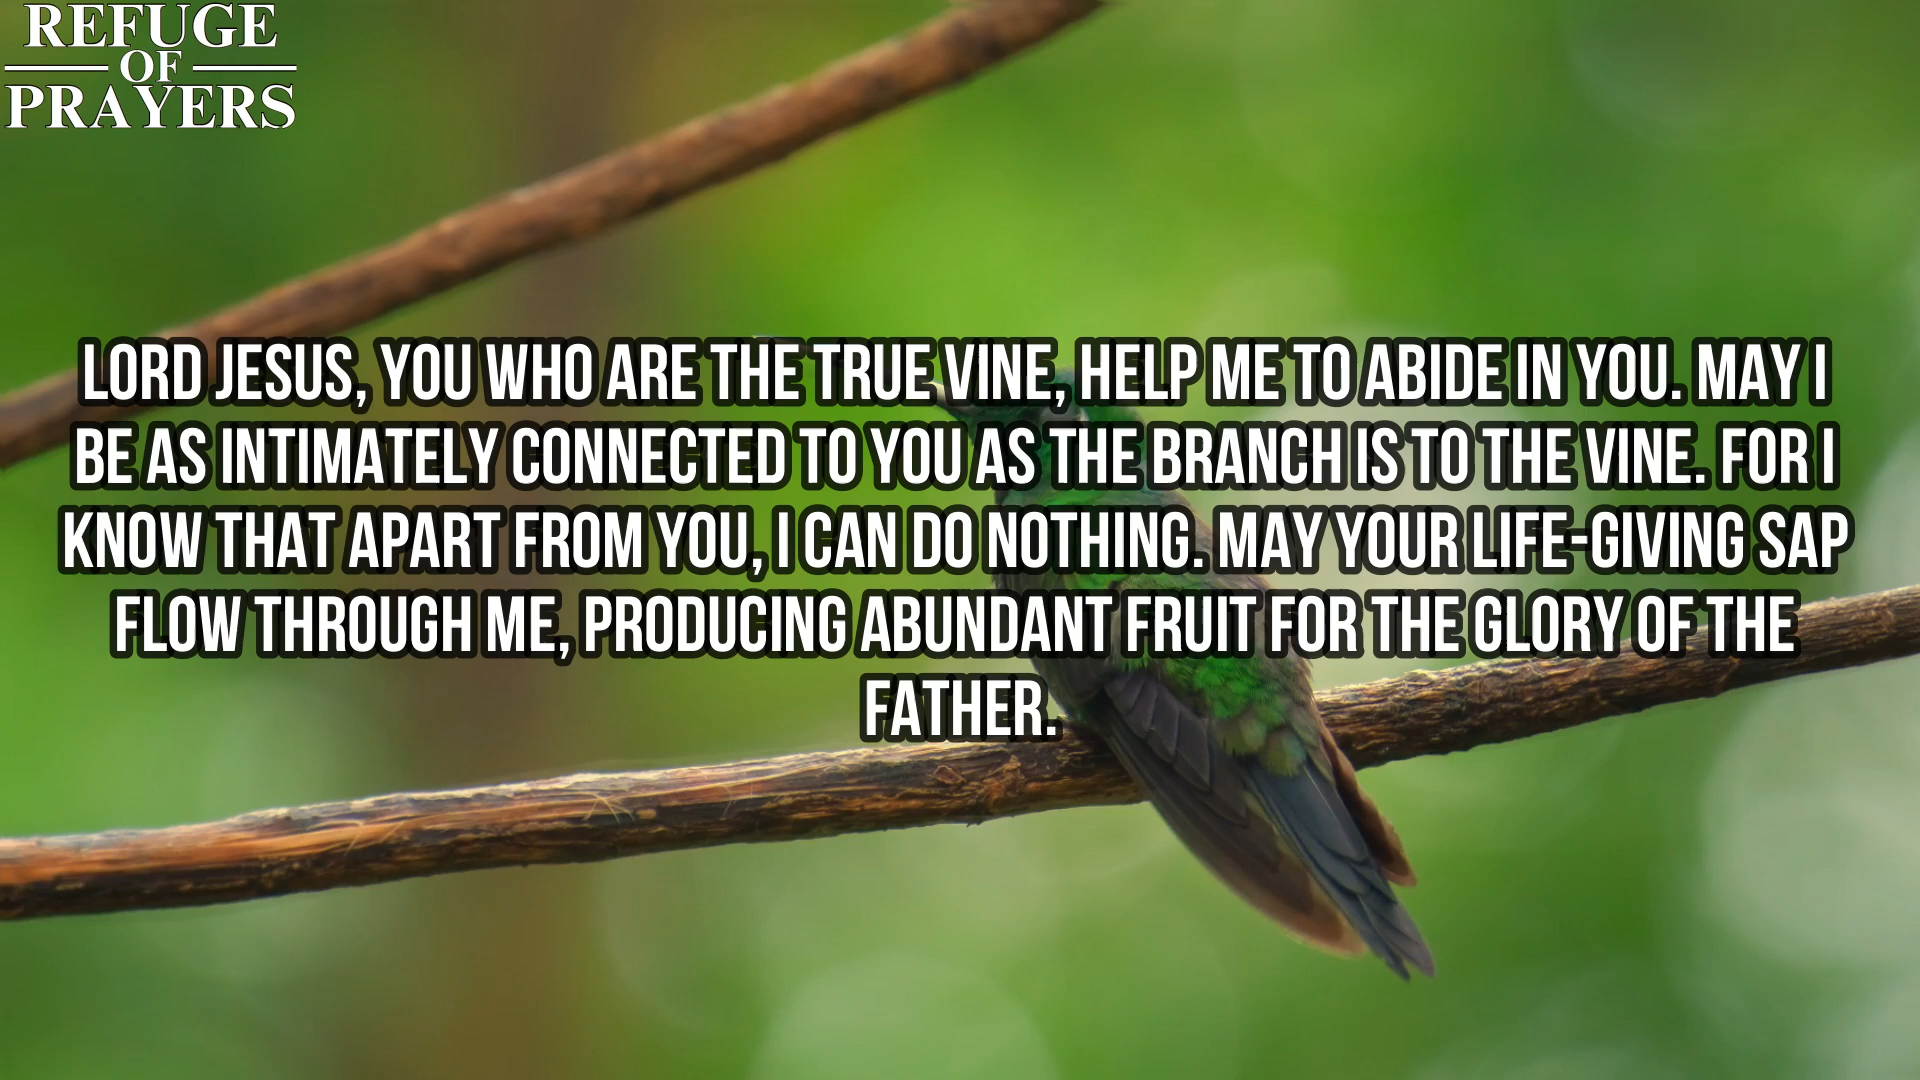 REFUGE
OF
PRAYERS
LORD JESUS, YOU WHO ARE THE TRUE VINE, HELP ME TO ABIDE IN YOU. MAY I
BE AS INTIMATELY CONNECTED TO YOU AS THE BRANCH IS TO THE VINE. FOR I
KNOW THAT APART FROM YOU, I CAN DO NOTHING. MAY YOUR LIFE-GIVING SAP
FLOW THROUGH ME, PRODUCING ABUNDANT FRUIT FOR THE GLORY OF THE
FATHER.